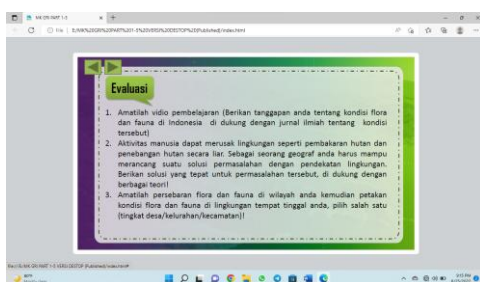 Evaluasi
1. Amatilah vidio pembelajaran (Berikan tanggapan anda tentang kondisi flora
dan fauna di Indonesia di dukung dengan jurnal ilmiah tentang kondisi
tersebut)
2. Aktivitas manusia dapat merusak lingkungan seperti pembakaran hutan dan
penebangan hutan secara liar. Sebagai seorang geograf anda harus mampu
merancang suatu solusi permasalahan dengan pendekatan lingkungan.
Berikan solusi yang tepat untuk permasalahan tersebut, di dukung dengan
berbagai teori!
3. Amatilah persebaran flora dan fauna di wilayah anda kemudian petakan
kondisi flora dan fauna di lingkungan tempat tinggal anda, pilih salah satu
(tingkat desa/kelurahan/kecamatan)!